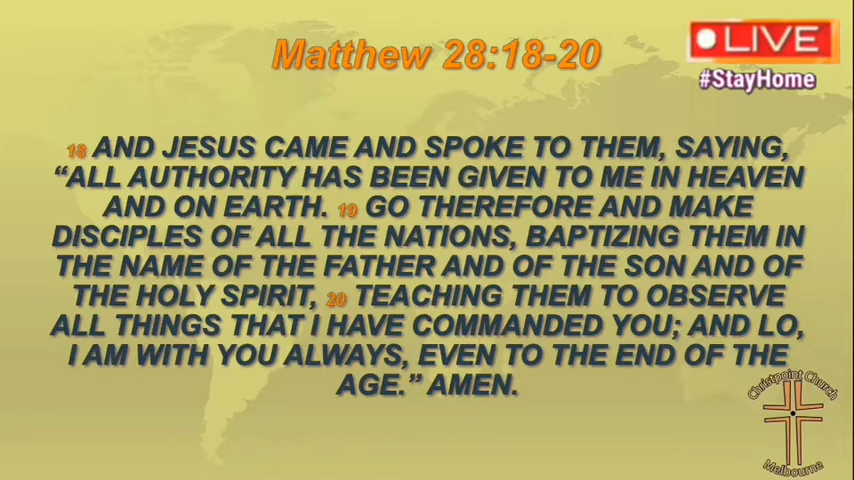 Matthew 28:18-20
LIVE
#StayHome
18 AND JESUS CAME AND SPOKE TO THEM, SAYING,
“ALL AUTHORITY HAS BEEN GIVEN TO ME IN HEAVEN
AND ON EARTH. 19 GO THEREFORE AND MAKE
DISCIPLES OF ALL THE NATIONS, BAPTIZING THEM IN
THE NAME OF THE FATHER AND OF THE SON AND OF
THE HOLY SPIRIT, 20 TEACHING THEM TO OBSERVE
ALL THINGS THAT I HAVE COMMANDED YOU; AND LO,
I AM WITH YOU ALWAYS, EVEN TO THE END OF THE
AGE.” AMEN.
Christpoint Church
Melbourne